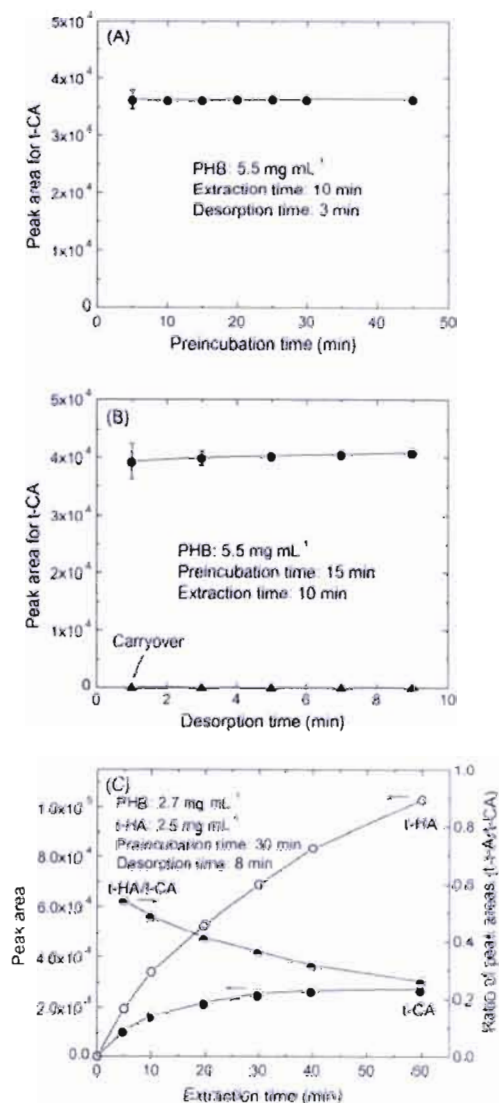 (A)
5x10⁴
4x10⁴
3x10⁴
2x10⁴
1x10⁴
0
Peak area for t-CA
PHB: 5.5 mg mL⁻¹
Extraction time: 10 min
Desorption time: 3 min
0 10 20 30 40 50
Preincubation time (min)
(B)
5x10⁴
4x10⁴
3x10⁴
2x10⁴
1x10⁴
0
Peak area for t-CA
PHB: 5.5 mg mL⁻¹
Preincubation time: 15 min
Extraction time: 10 min
Carryover
0 2 4 6 8 10
Desorption time (min)
(C)
PHB: 2.7 mg mL⁻¹
t-HA: 2.5 mg mL⁻¹
Preincubation time: 30 min
Desorption time: 8 min
t-HA/t-CA
t-HA
t-CA
Peak area
0.0
1.0
0.8
0.6
0.4
0.2
0.0
Ratio of peak areas (t-HA/t-CA)
0 10 20 30 40 50 60
Extraction time (min)